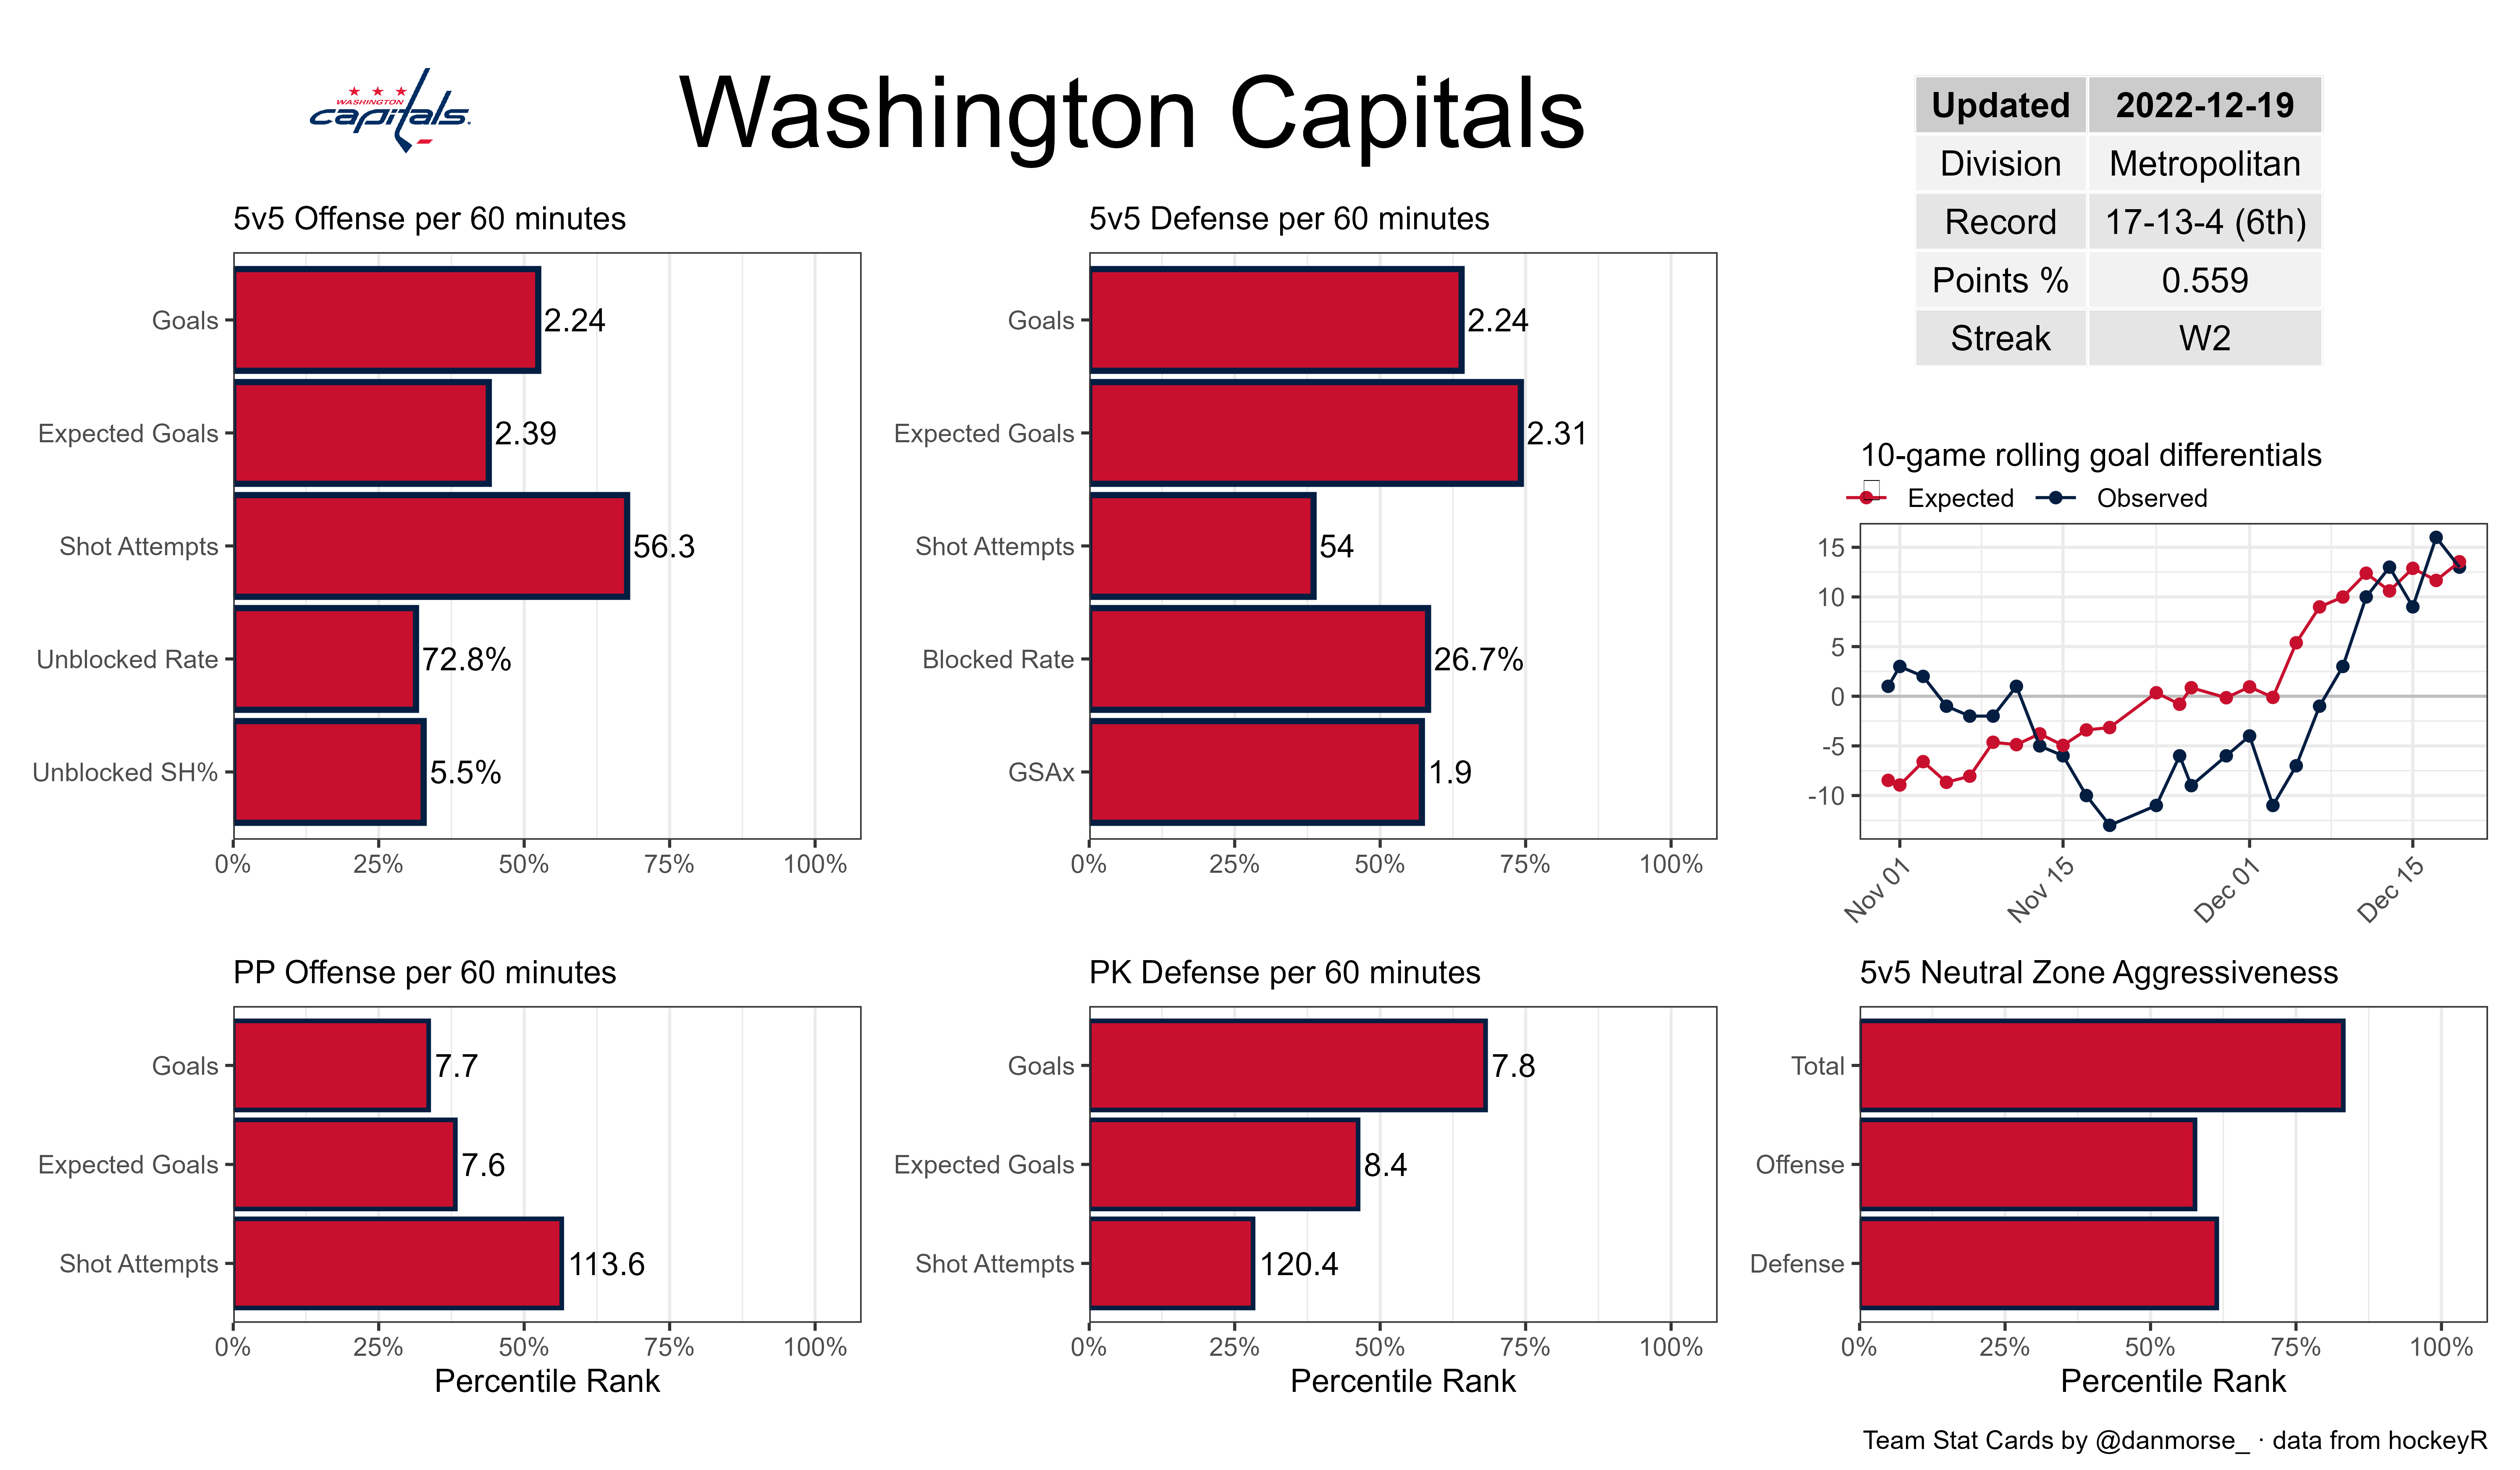 WASHINGTON
capitals.
Washington Capitals
Updated 2022-12-19
Division Metropolitan
Record 17-13-4 (6th)
Points % 0.559
Streak W2
5v5 Offense per 60 minutes
Goals 2.24
Expected Goals 2.39
Shot Attempts 56.3
Unblocked Rate 72.8%
Unblocked SH% 5.5%
0% 25% 50% 75% 100%
5v5 Defense per 60 minutes
Goals 2.24
Expected Goals 2.31
Shot Attempts 54
Blocked Rate 26.7%
GSAx 1.9
0% 25% 50% 75% 100%
10-game rolling goal differentials
Expected Observed
15
10
5
0
-5
-10
Nov 01 Nov 15 Dec 01 Dec 15
PP Offense per 60 minutes
Goals 7.7
Expected Goals 7.6
Shot Attempts 113.6
0% 25% 50% 75% 100%
Percentile Rank
PK Defense per 60 minutes
Goals 7.8
Expected Goals 8.4
Shot Attempts 120.4
0% 25% 50% 75% 100%
Percentile Rank
5v5 Neutral Zone Aggressiveness
Total
Offense
Defense
0% 25% 50% 75% 100%
Percentile Rank
Team Stat Cards by @danmorse_ · data from hockeyR